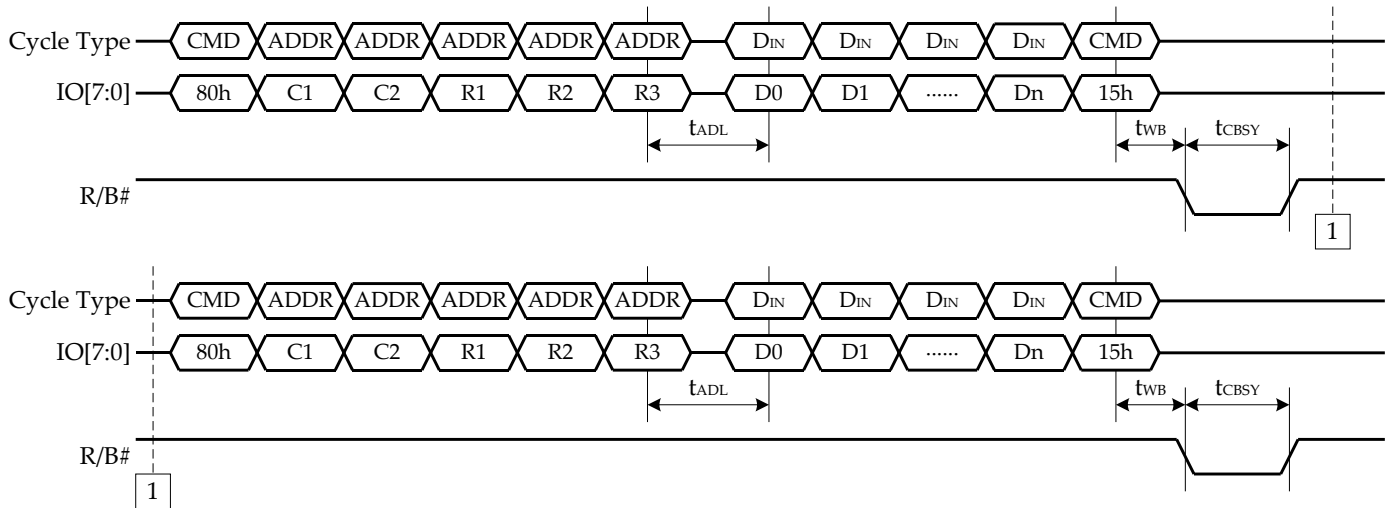 Cycle Type CMD ADDR ADDR ADDR ADDR ADDR DIN DIN DIN DIN CMD
IO[7:0] 80h C1 C2 R1 R2 R3 D0 D1 ...... Dn 15h
tADL tWB tCBSY
R/B#
1
Cycle Type CMD ADDR ADDR ADDR ADDR ADDR DIN DIN DIN DIN CMD
IO[7:0] 80h C1 C2 R1 R2 R3 D0 D1 ...... Dn 15h
tADL tWB tCBSY
R/B#
1